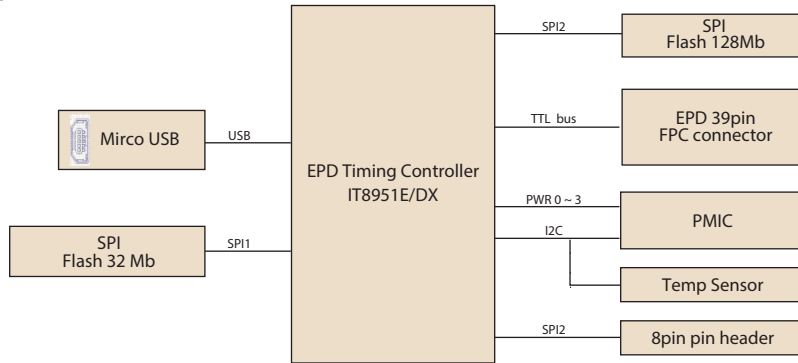 SPI2
SPI
Flash 128Mb
Mirco USB
USB
TTL bus
EPD 39pin
FPC connector
EPD Timing Controller
IT8951E/DX
PWR 0 ~ 3
PMIC
I2C
SPI
Flash 32 Mb
SPI1
Temp Sensor
SPI2
8pin pin header